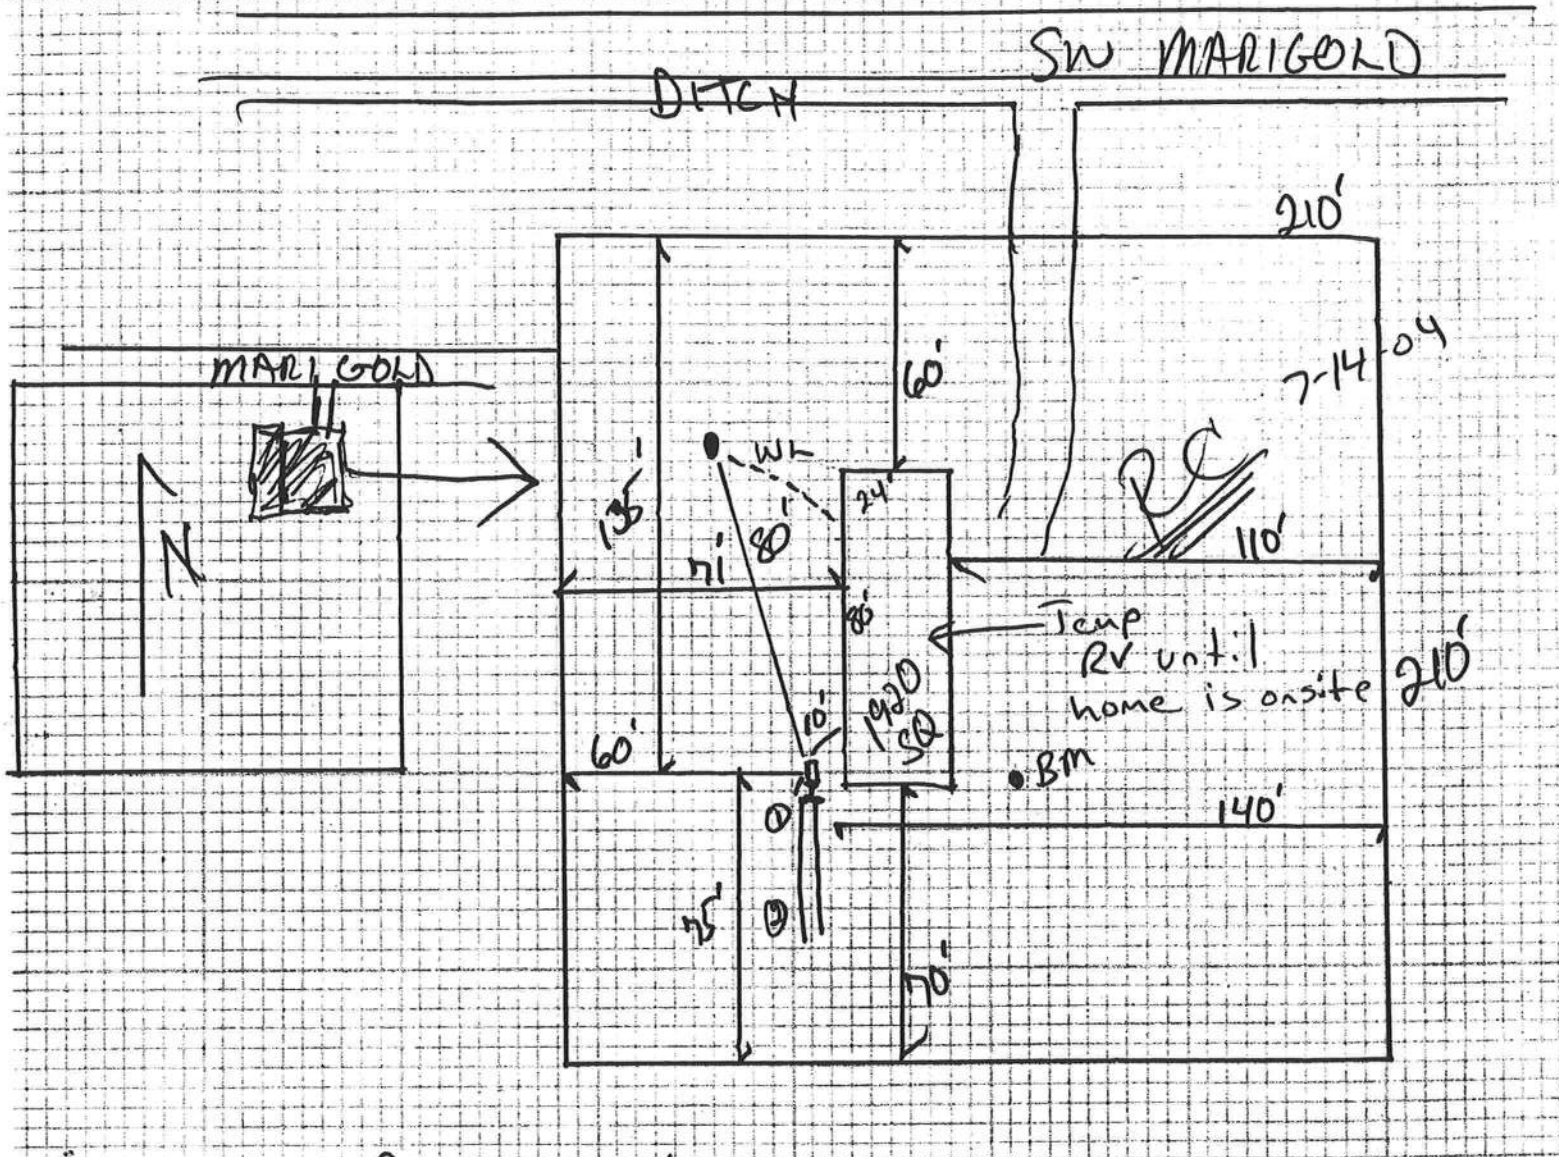 SW MARIGOLD
DITCH
210'
MARIGOLD
7-14-04
60'
WL
24'
RC
135'
80'
110'
71'
N
80'
Temp
RV until
home is onsite
210'
1920
SQ
10'
60'
BM
140'
1
2
75'
70'